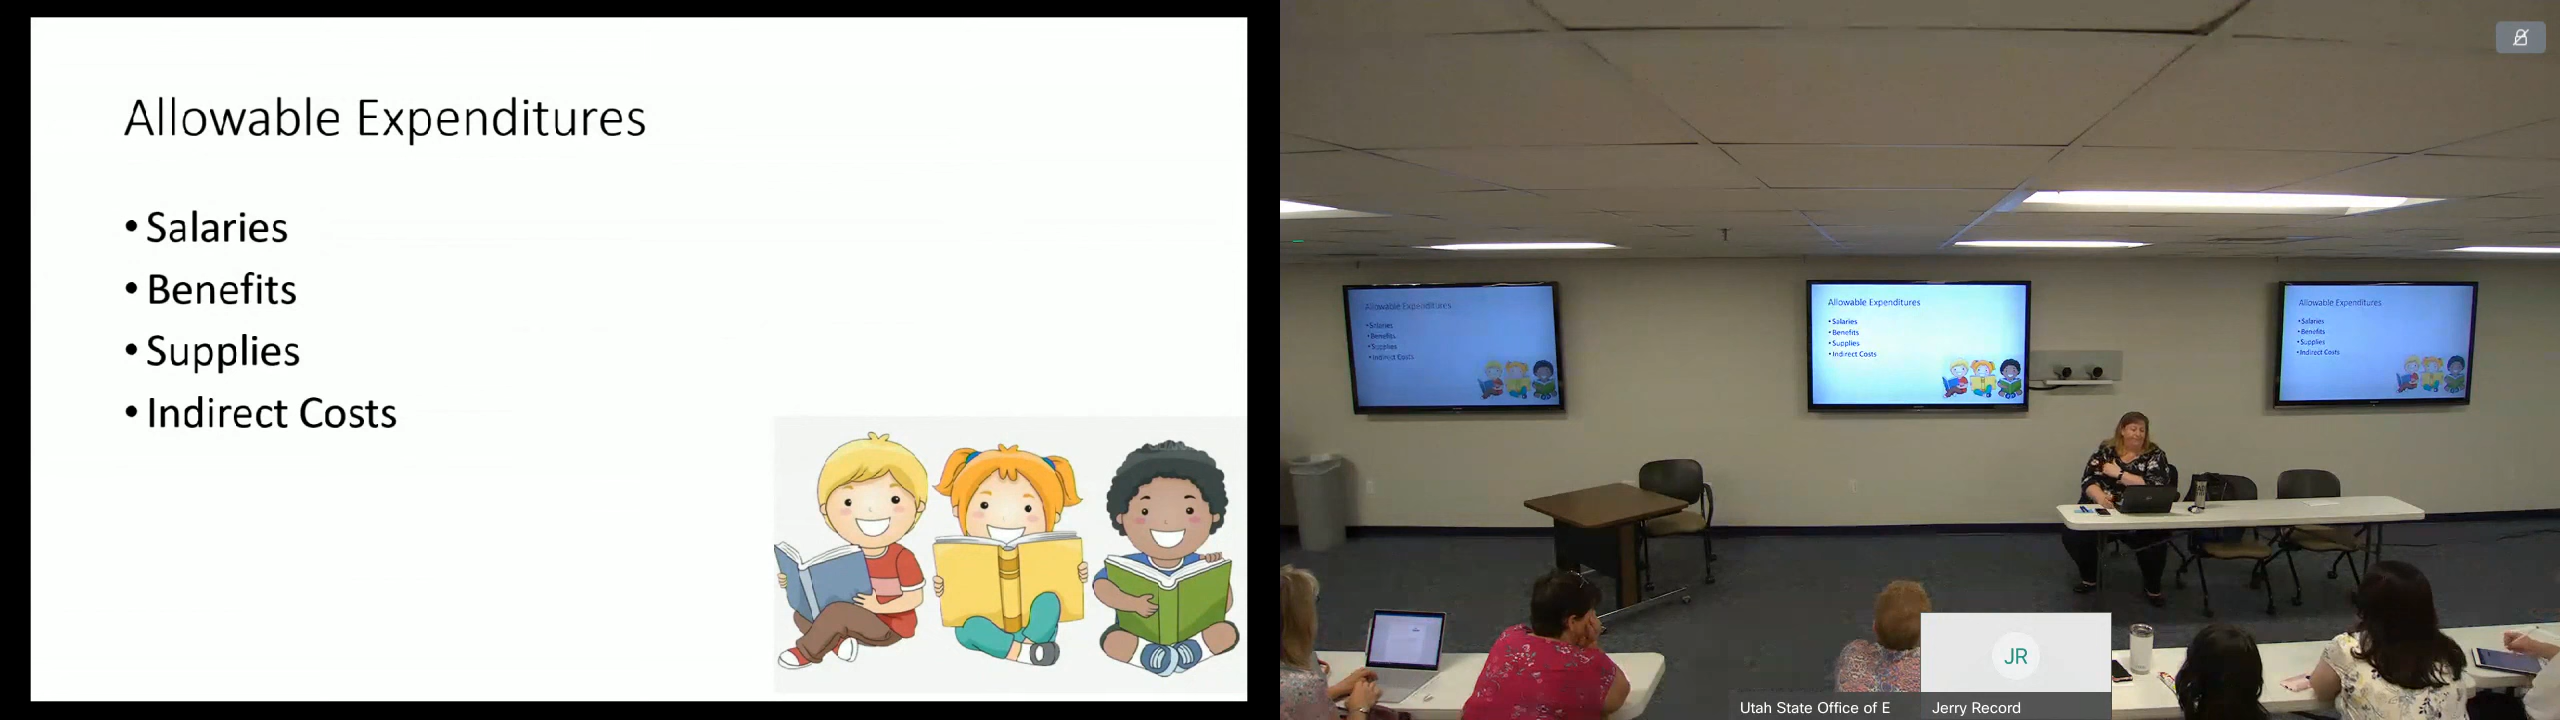 Allowable Expenditures
• Salaries
• Benefits
• Supplies
• Indirect Costs
Allowable Expenditures
• Salaries
• Benefits
• Supplies
• Indirect Costs
Allowable Expenditures
• Salaries
• Benefits
• Supplies
• Indirect Costs
Allowable Expenditures
• Salaries
• Benefits
• Supplies
• Indirect Costs
JR
Utah State Office of E
Jerry Record